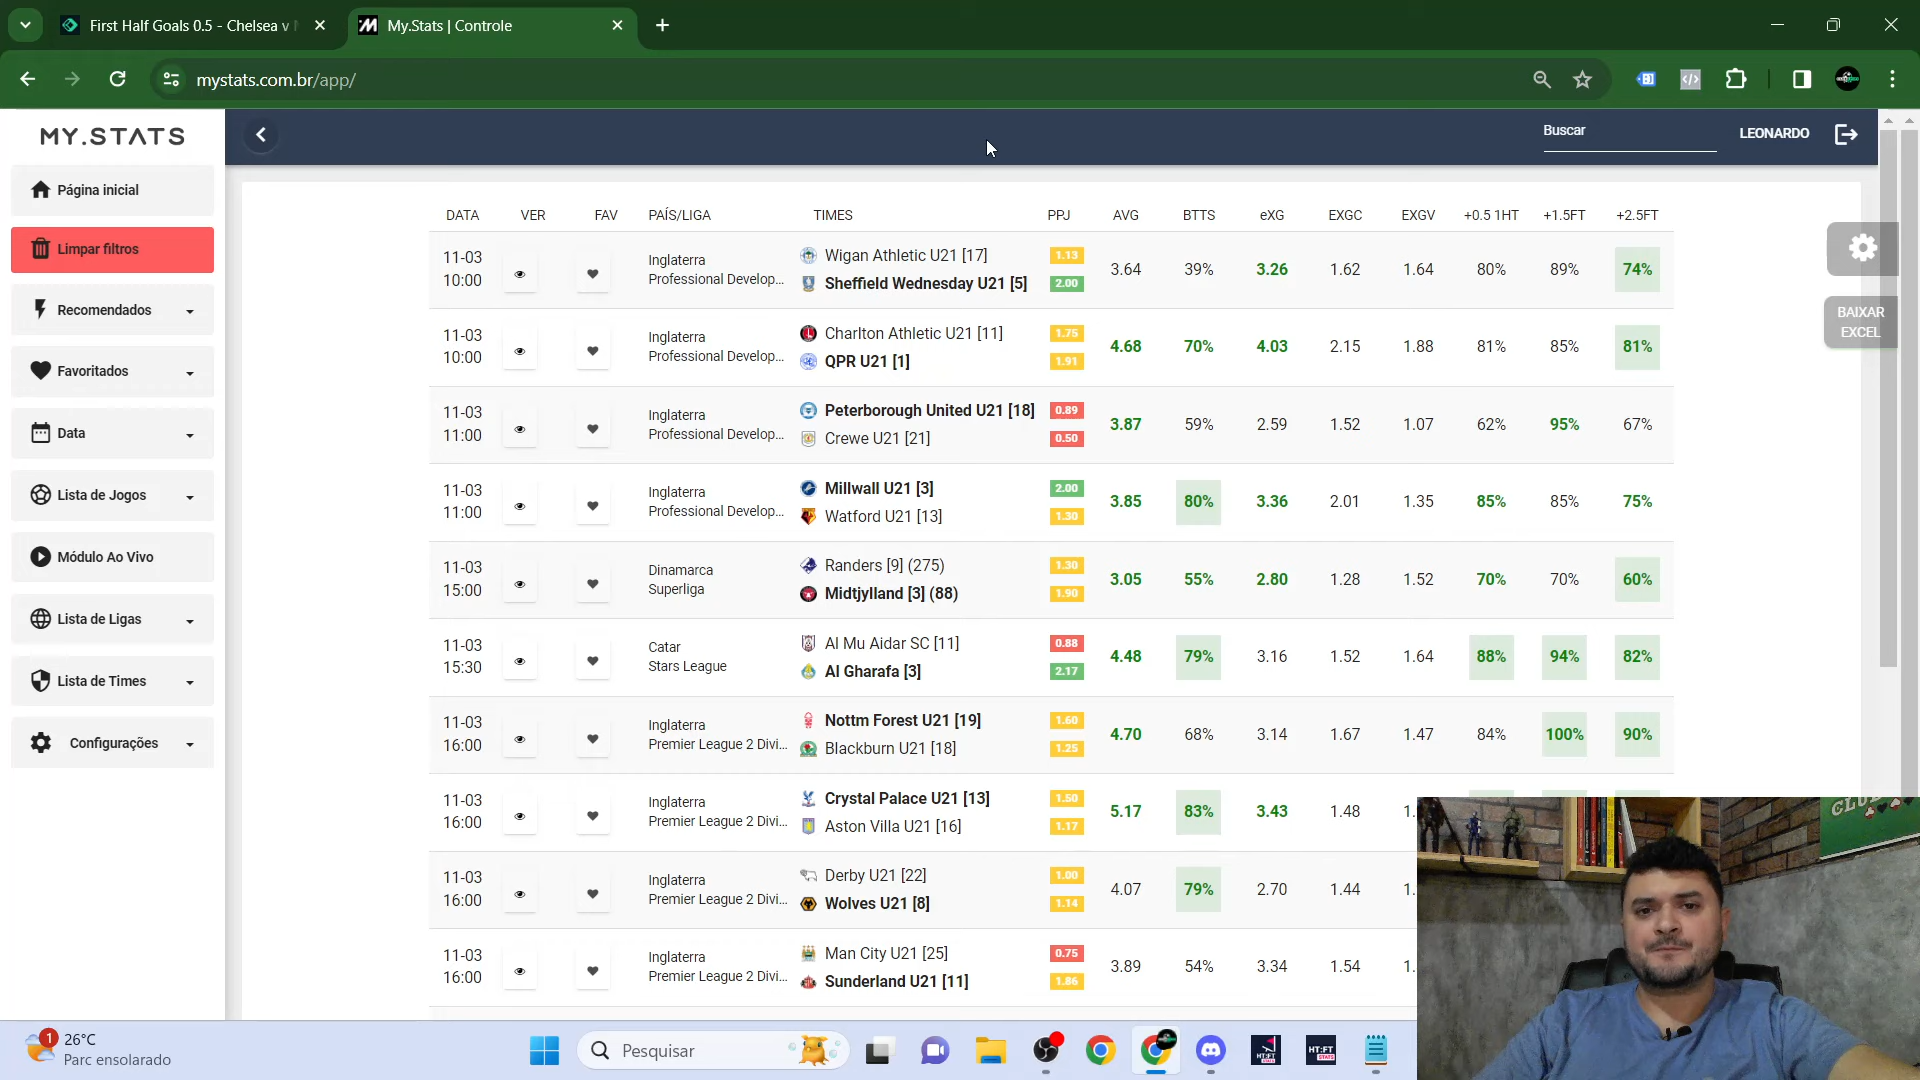 First Half Goals 0.5 - Chelsea v
My.Stats | Controle
mystats.com.br/app/
MY.STATS
Buscar
LEONARDO
Página inicial
Limpar filtros
Recomendados
Favoritados
Data
Lista de Jogos
Módulo Ao Vivo
Lista de Ligas
Lista de Times
Configurações
BAIXAR
EXCEL
DATA VER FAV PAÍS/LIGA TIMES PPJ AVG BTTS eXG EXGC EXGV +0.5 1HT +1.5FT +2.5FT
11-03 Inglaterra Wigan Athletic U21 [17] 1.13
10:00 Professional Develop... Sheffield Wednesday U21 [5] 2.00
3.64 39% 3.26 1.62 1.64 80% 89% 74%
11-03 Inglaterra Charlton Athletic U21 [11] 1.75
10:00 Professional Develop... QPR U21 [1] 1.91
4.68 70% 4.03 2.15 1.88 81% 85% 81%
11-03 Inglaterra Peterborough United U21 [18] 0.89
11:00 Professional Develop... Crewe U21 [21] 0.50
3.87 59% 2.59 1.52 1.07 62% 95% 67%
11-03 Inglaterra Millwall U21 [3] 2.00
11:00 Professional Develop... Watford U21 [13] 1.30
3.85 80% 3.36 2.01 1.35 85% 85% 75%
11-03 Dinamarca Randers [9] (275) 1.30
15:00 Superliga Midtjylland [3] (88) 1.90
3.05 55% 2.80 1.28 1.52 70% 70% 60%
11-03 Catar Al Mu Aidar SC [11] 0.88
15:30 Stars League Al Gharafa [3] 2.17
4.48 79% 3.16 1.52 1.64 88% 94% 82%
11-03 Inglaterra Nottm Forest U21 [19] 1.60
16:00 Premier League 2 Divi... Blackburn U21 [18] 1.25
4.70 68% 3.14 1.67 1.47 84% 100% 90%
11-03 Inglaterra Crystal Palace U21 [13] 1.50
16:00 Premier League 2 Divi... Aston Villa U21 [16] 1.17
5.17 83% 3.43 1.48 1.
11-03 Inglaterra Derby U21 [22] 1.00
16:00 Premier League 2 Divi... Wolves U21 [8] 1.14
4.07 79% 2.70 1.44 1.
11-03 Inglaterra Man City U21 [25] 0.75
16:00 Premier League 2 Divi... Sunderland U21 [11] 1.86
3.89 54% 3.34 1.54 1.
1
26°C
Parc ensolarado
Pesquisar
HT:FT
HT:FT
STATS